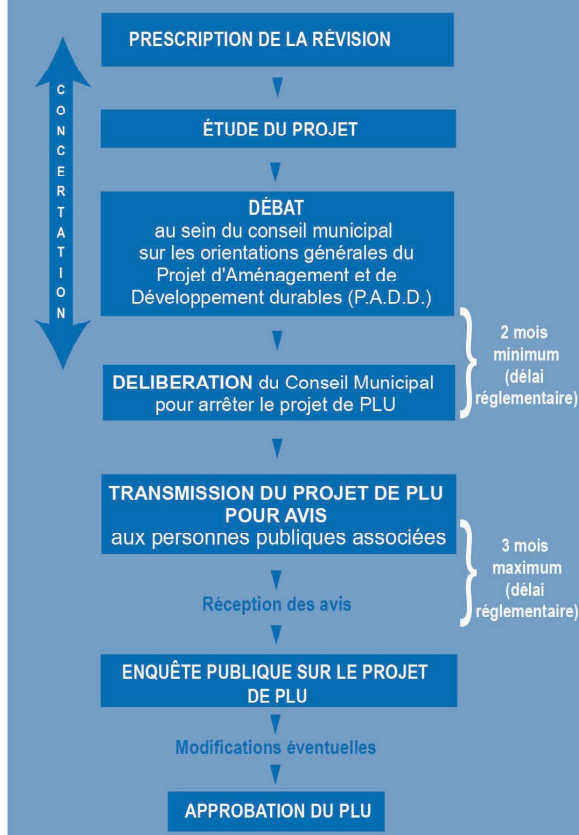 PRESCRIPTION DE LA RÉVISION
CONCERTATION
ÉTUDE DU PROJET
DÉBAT
au sein du conseil municipal
sur les orientations générales du
Projet d'Aménagement et de
Développement durables (P.A.D.D.)
2 mois
minimum
(délai
réglementaire)
DELIBERATION du Conseil Municipal
pour arrêter le projet de PLU
TRANSMISSION DU PROJET DE PLU
POUR AVIS
aux personnes publiques associées
3 mois
maximum
(délai
réglementaire)
Réception des avis
ENQUÊTE PUBLIQUE SUR LE PROJET
DE PLU
Modifications éventuelles
APPROBATION DU PLU